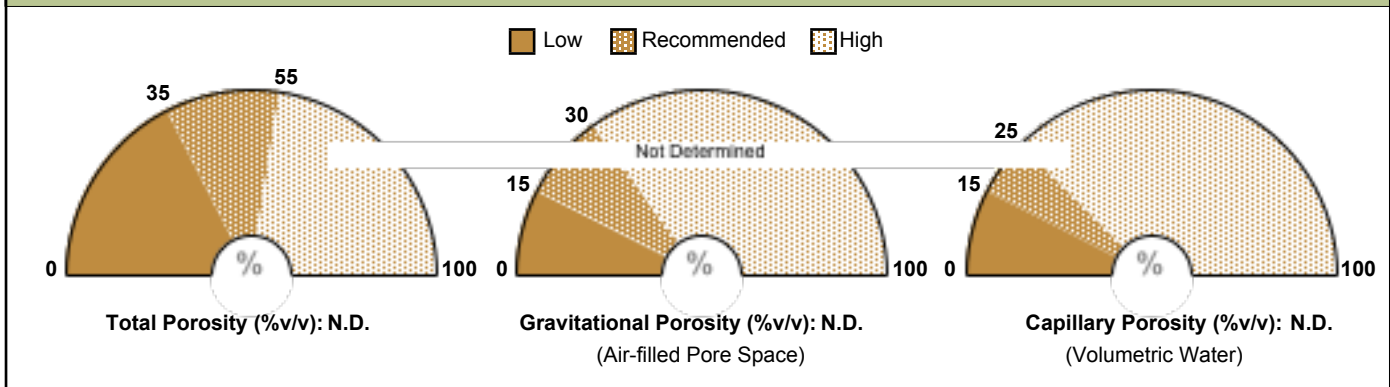 Low Recommended High
55
35
30
25
Not Determined
15
15
% % %
0 100 0 100 0 100
Total Porosity (%v/v): N.D. Gravitational Porosity (%v/v): N.D. Capillary Porosity (%v/v): N.D.
(Air-filled Pore Space) (Volumetric Water)